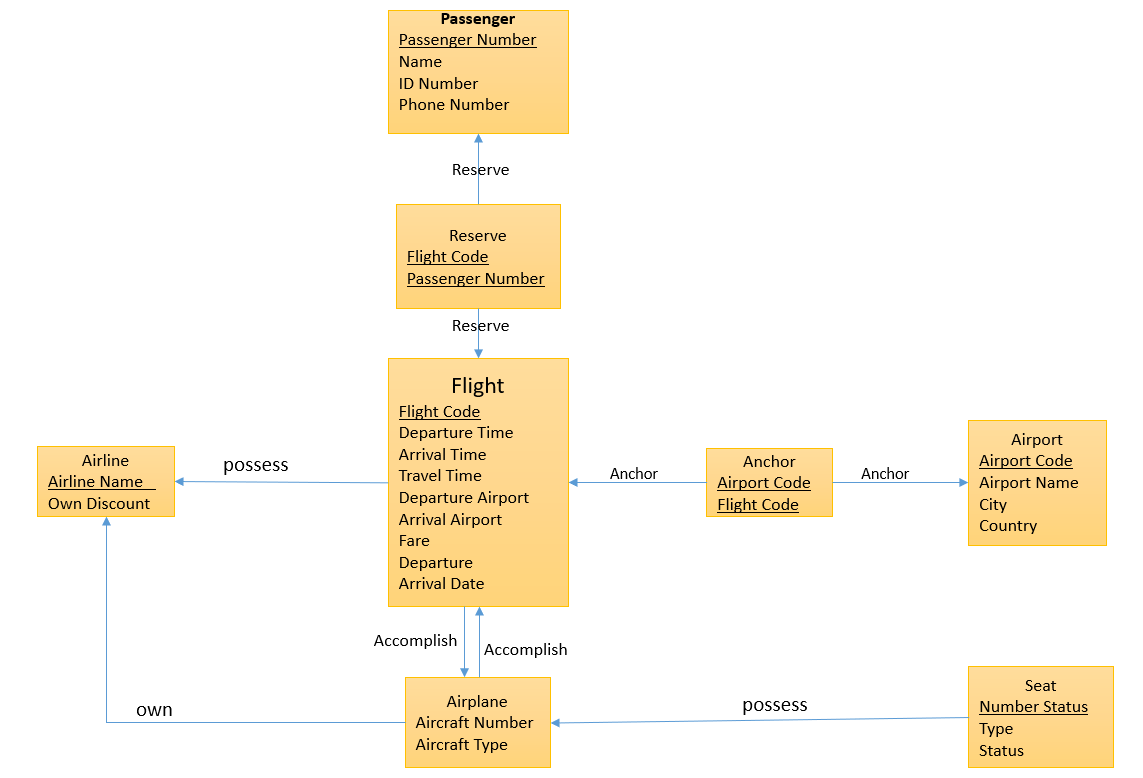 Passenger
Passenger Number
Name
ID Number
Phone Number
Reserve
Reserve
Flight Code
Passenger Number
Reserve
Flight
Flight Code
Departure Time
Arrival Time
Travel Time
Departure Airport
Arrival Airport
Fare
Departure
Arrival Date
Airline
Airline Name
Own Discount
possess
Anchor
Anchor
Airport Code
Flight Code
Anchor
Airport
Airport Code
Airport Name
City
Country
Accomplish
Accomplish
own
Airplane
Aircraft Number
Aircraft Type
possess
Seat
Number Status
Type
Status